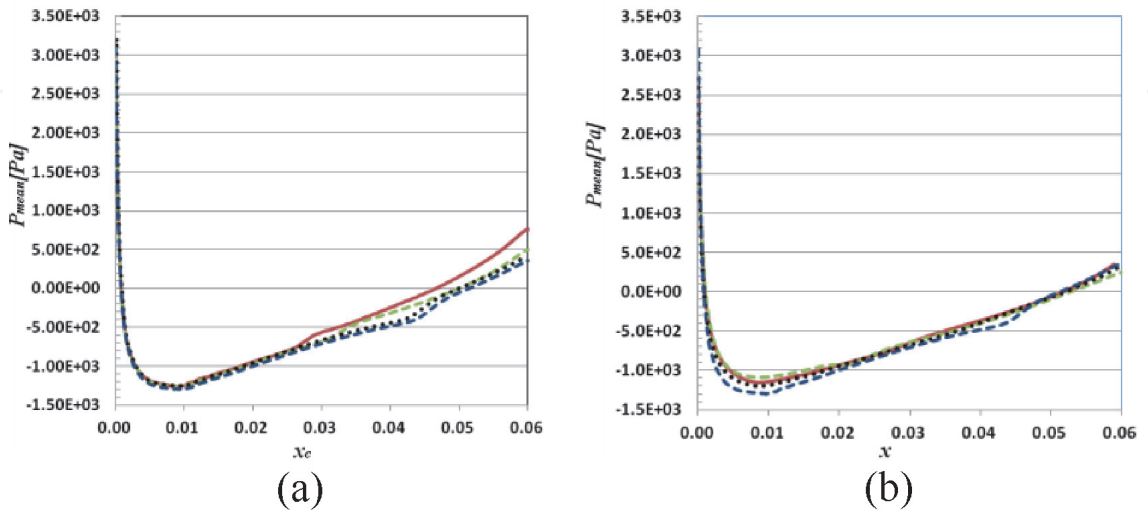 3.50E+03
3.00E+03
2.50E+03
2.00E+03
1.50E+03
1.00E+03
5.00E+02
0.00E+00
-5.00E+02
-1.00E+03
-1.50E+03
P_mean[Pa]
0.00 0.01 0.02 0.03 0.04 0.05 0.06
x_e
(a)
3.5E+03
3.0E+03
2.5E+03
2.0E+03
1.5E+03
1.0E+03
5.0E+02
0.0E+00
-5.0E+02
-1.0E+03
-1.5E+03
P_mean[Pa]
0.00 0.01 0.02 0.03 0.04 0.05 0.06
x
(b)